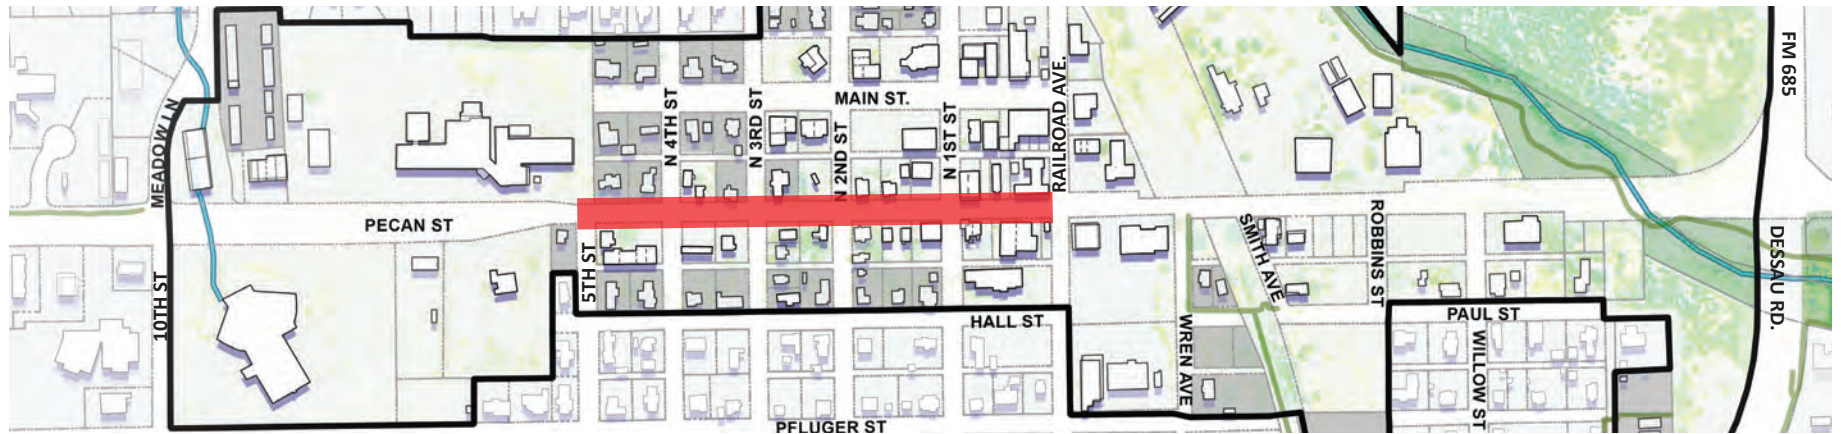 FM 685
MAIN ST.
RAILROAD AVE.
MEADOW LN
N 4TH ST
N 3RD ST
N 2ND ST
N 1ST ST
PECAN ST
10TH ST
5TH ST
SMITH AVE
ROBBINS ST
DESSAU RD.
HALL ST
PAUL ST
WREN AVE
WILLOW ST
PFLUGER ST